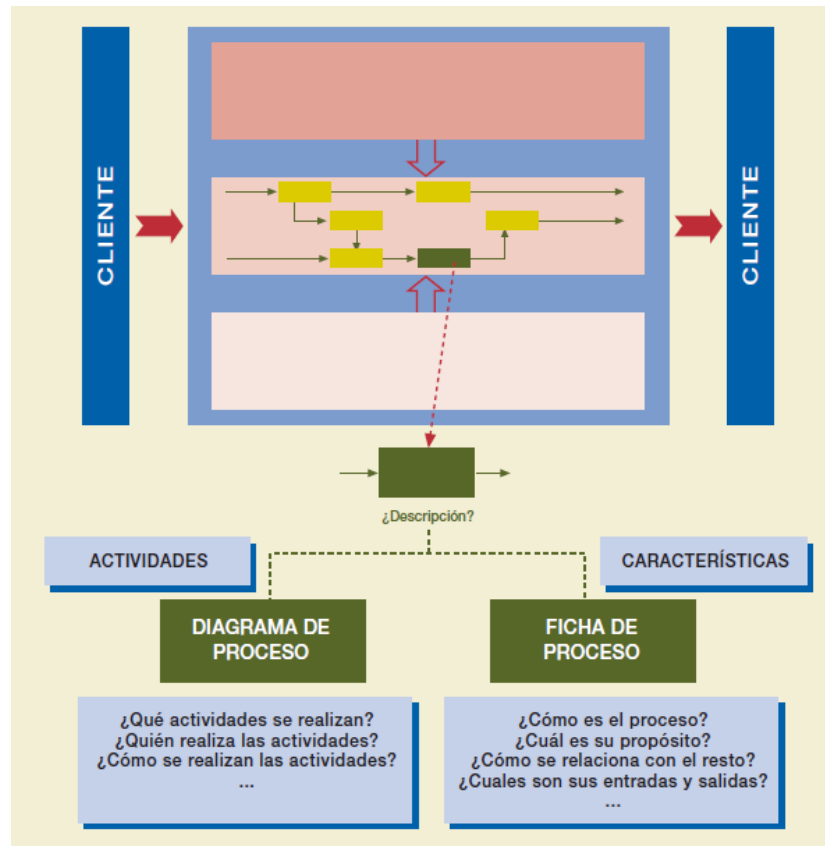 CLIENTE
CLIENTE
¿Descripción?
ACTIVIDADES
CARACTERÍSTICAS
DIAGRAMA DE
PROCESO
FICHA DE
PROCESO
¿Qué actividades se realizan?
¿Quién realiza las actividades?
¿Cómo se realizan las actividades?
...
¿Cómo es el proceso?
¿Cuál es su propósito?
¿Cómo se relaciona con el resto?
¿Cuales son sus entradas y salidas?
...